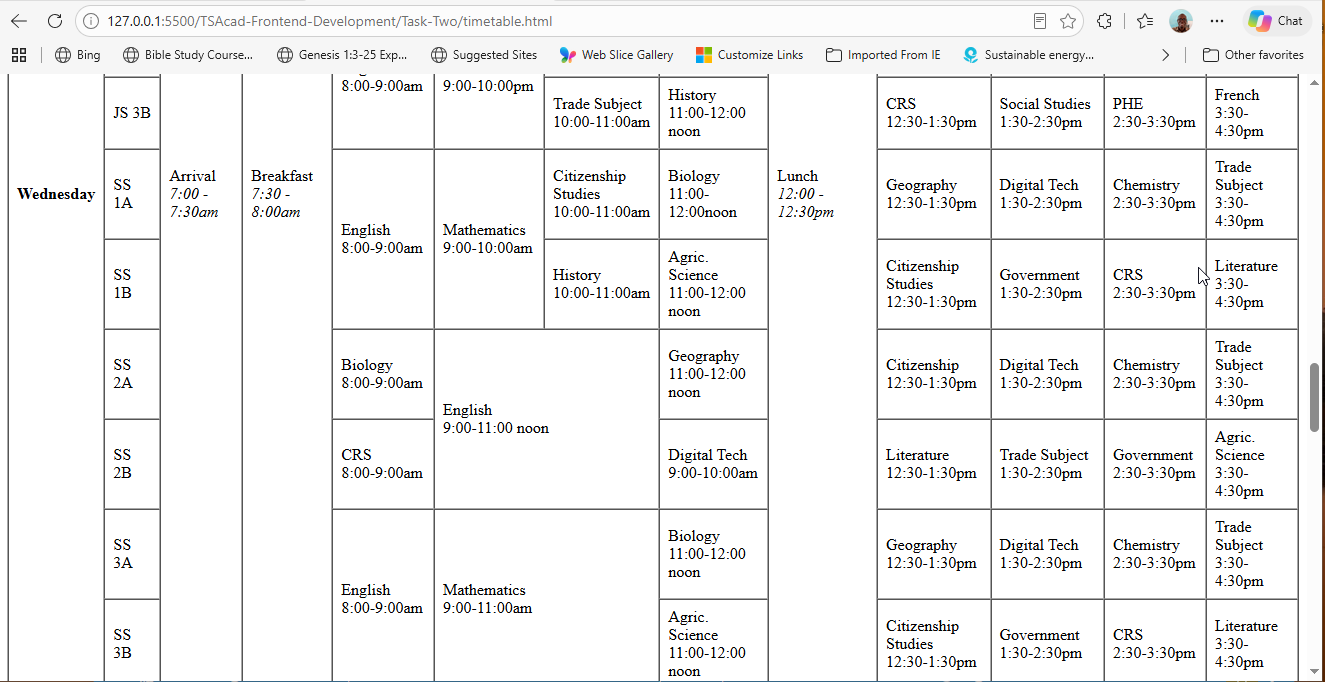 127.0.0.1:5500/TSAcad-Frontend-Development/Task-Two/timetable.html
Chat
Bing
Bible Study Course...
Genesis 1:3-25 Exp...
Suggested Sites
Web Slice Gallery
Customize Links
Imported From IE
Sustainable energy...
Other favorites
8:00-9:00am
9:00-10:00pm
JS 3B
Trade Subject
10:00-11:00am
History
11:00-12:00
noon
CRS
12:30-1:30pm
Social Studies
1:30-2:30pm
PHE
2:30-3:30pm
French
3:30-
4:30pm
Wednesday
SS
1A
Arrival
7:00 -
7:30am
Breakfast
7:30 -
8:00am
English
8:00-9:00am
Mathematics
9:00-10:00am
Citizenship
Studies
10:00-11:00am
Biology
11:00-
12:00noon
Lunch
12:00 -
12:30pm
Geography
12:30-1:30pm
Digital Tech
1:30-2:30pm
Chemistry
2:30-3:30pm
Trade
Subject
3:30-
4:30pm
SS
1B
History
10:00-11:00am
Agric.
Science
11:00-12:00
noon
Citizenship
Studies
12:30-1:30pm
Government
1:30-2:30pm
CRS
2:30-3:30pm
Literature
3:30-
4:30pm
SS
2A
Biology
8:00-9:00am
English
9:00-11:00 noon
Geography
11:00-12:00
noon
Citizenship
12:30-1:30pm
Digital Tech
1:30-2:30pm
Chemistry
2:30-3:30pm
Trade
Subject
3:30-
4:30pm
SS
2B
CRS
8:00-9:00am
Digital Tech
9:00-10:00am
Literature
12:30-1:30pm
Trade Subject
1:30-2:30pm
Government
2:30-3:30pm
Agric.
Science
3:30-
4:30pm
SS
3A
English
8:00-9:00am
Mathematics
9:00-11:00am
Biology
11:00-12:00
noon
Geography
12:30-1:30pm
Digital Tech
1:30-2:30pm
Chemistry
2:30-3:30pm
Trade
Subject
3:30-
4:30pm
SS
3B
Agric.
Science
11:00-12:00
noon
Citizenship
Studies
12:30-1:30pm
Government
1:30-2:30pm
CRS
2:30-3:30pm
Literature
3:30-
4:30pm